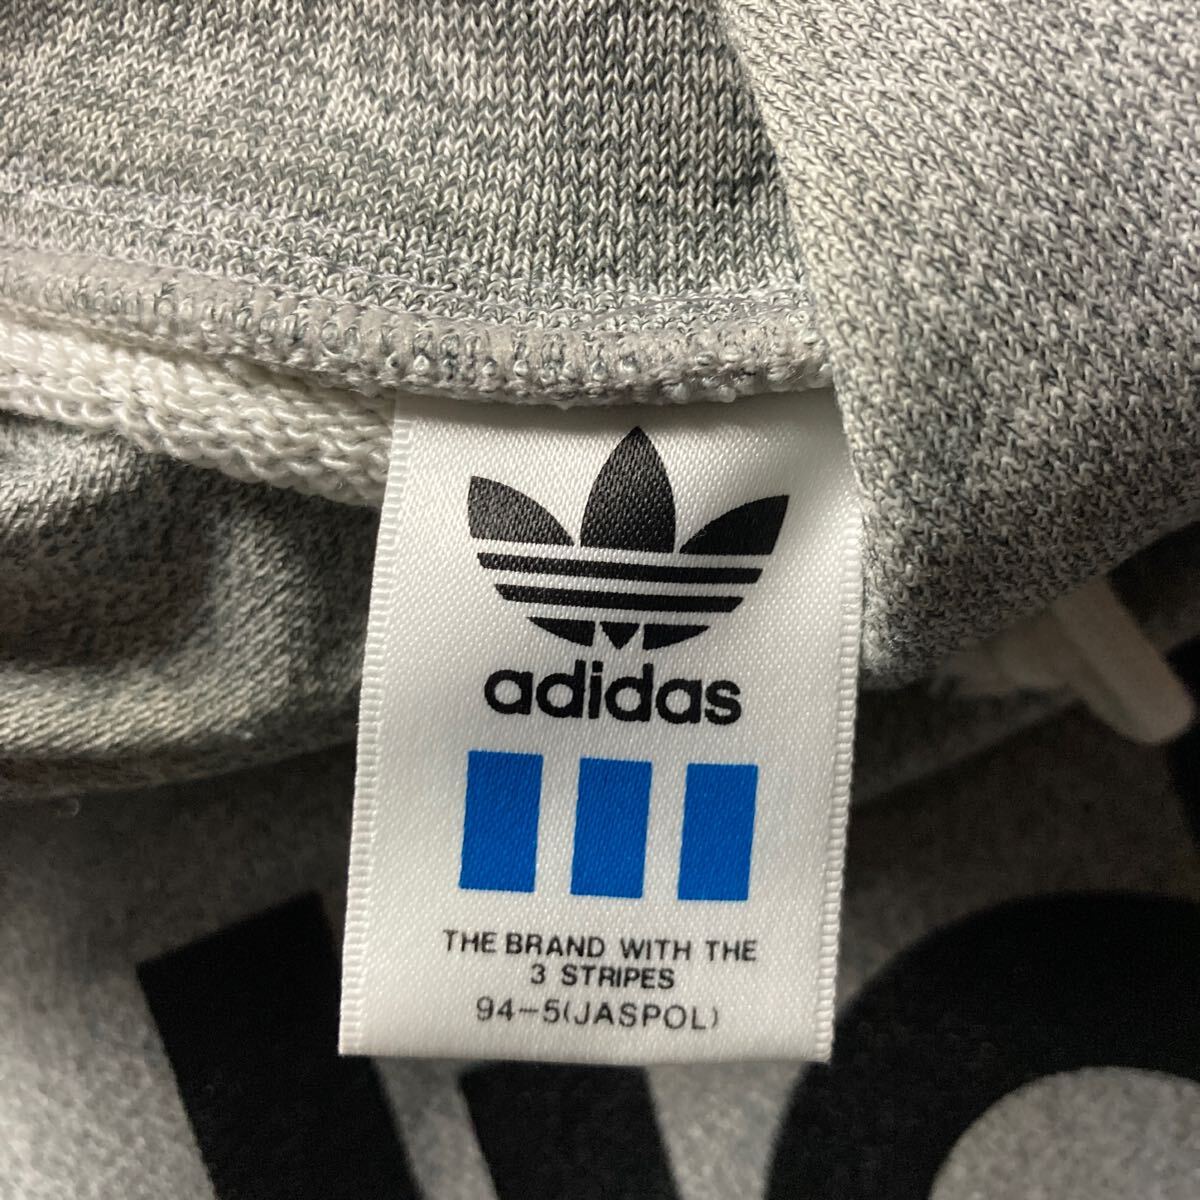 adidas
THE BRAND WITH THE
3 STRIPES
94-5(JASPOL)